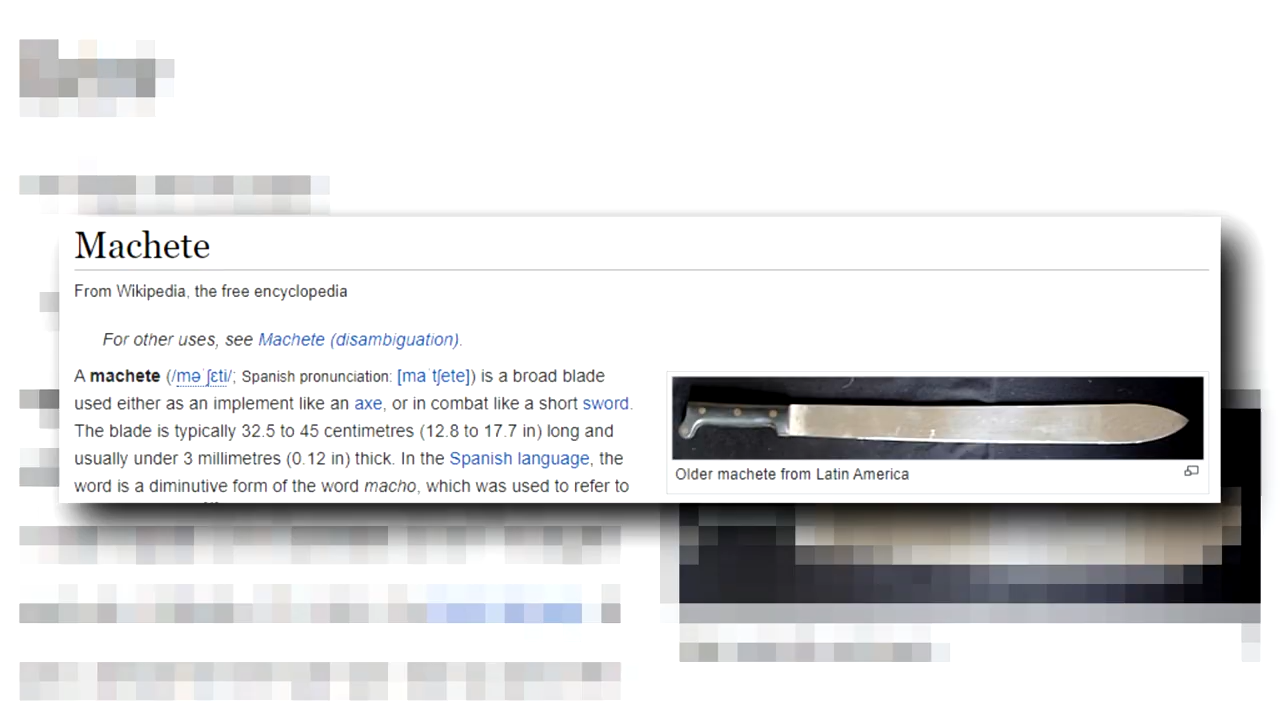 Machete
From Wikipedia, the free encyclopedia
For other uses, see Machete (disambiguation).
A machete (/məˈʃɛti/; Spanish pronunciation: [maˈtʃete]) is a broad blade
used either as an implement like an axe, or in combat like a short sword.
The blade is typically 32.5 to 45 centimetres (12.8 to 17.7 in) long and
usually under 3 millimetres (0.12 in) thick. In the Spanish language, the
word is a diminutive form of the word macho, which was used to refer to
Older machete from Latin America